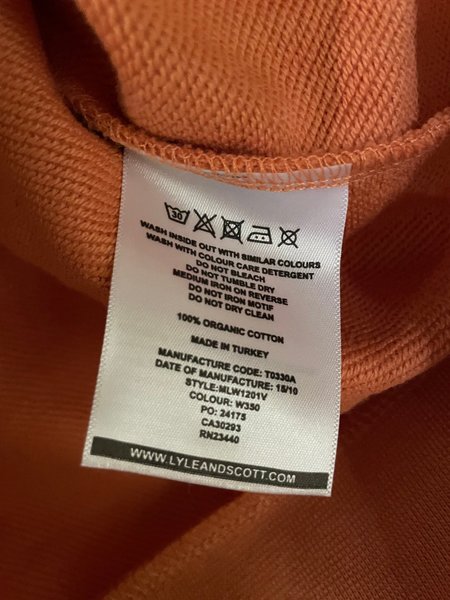 30
WASH INSIDE OUT WITH SIMILAR COLOURS
WASH WITH COLOUR CARE DETERGENT
DO NOT BLEACH
DO NOT TUMBLE DRY
MEDIUM IRON ON REVERSE
DO NOT IRON MOTIF
DO NOT DRY CLEAN
100% ORGANIC COTTON
MADE IN TURKEY
MANUFACTURE CODE: T0330A
DATE OF MANUFACTURE: 15/10
STYLE:MLW1201V
COLOUR: W350
PO: 24175
CA30293
RN23440
WWW.LYLEANDSCOTT.COM